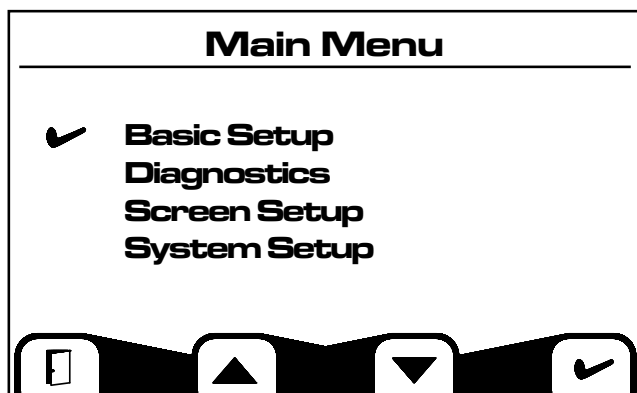 Main Menu
Basic Setup
Diagnostics
Screen Setup
System Setup